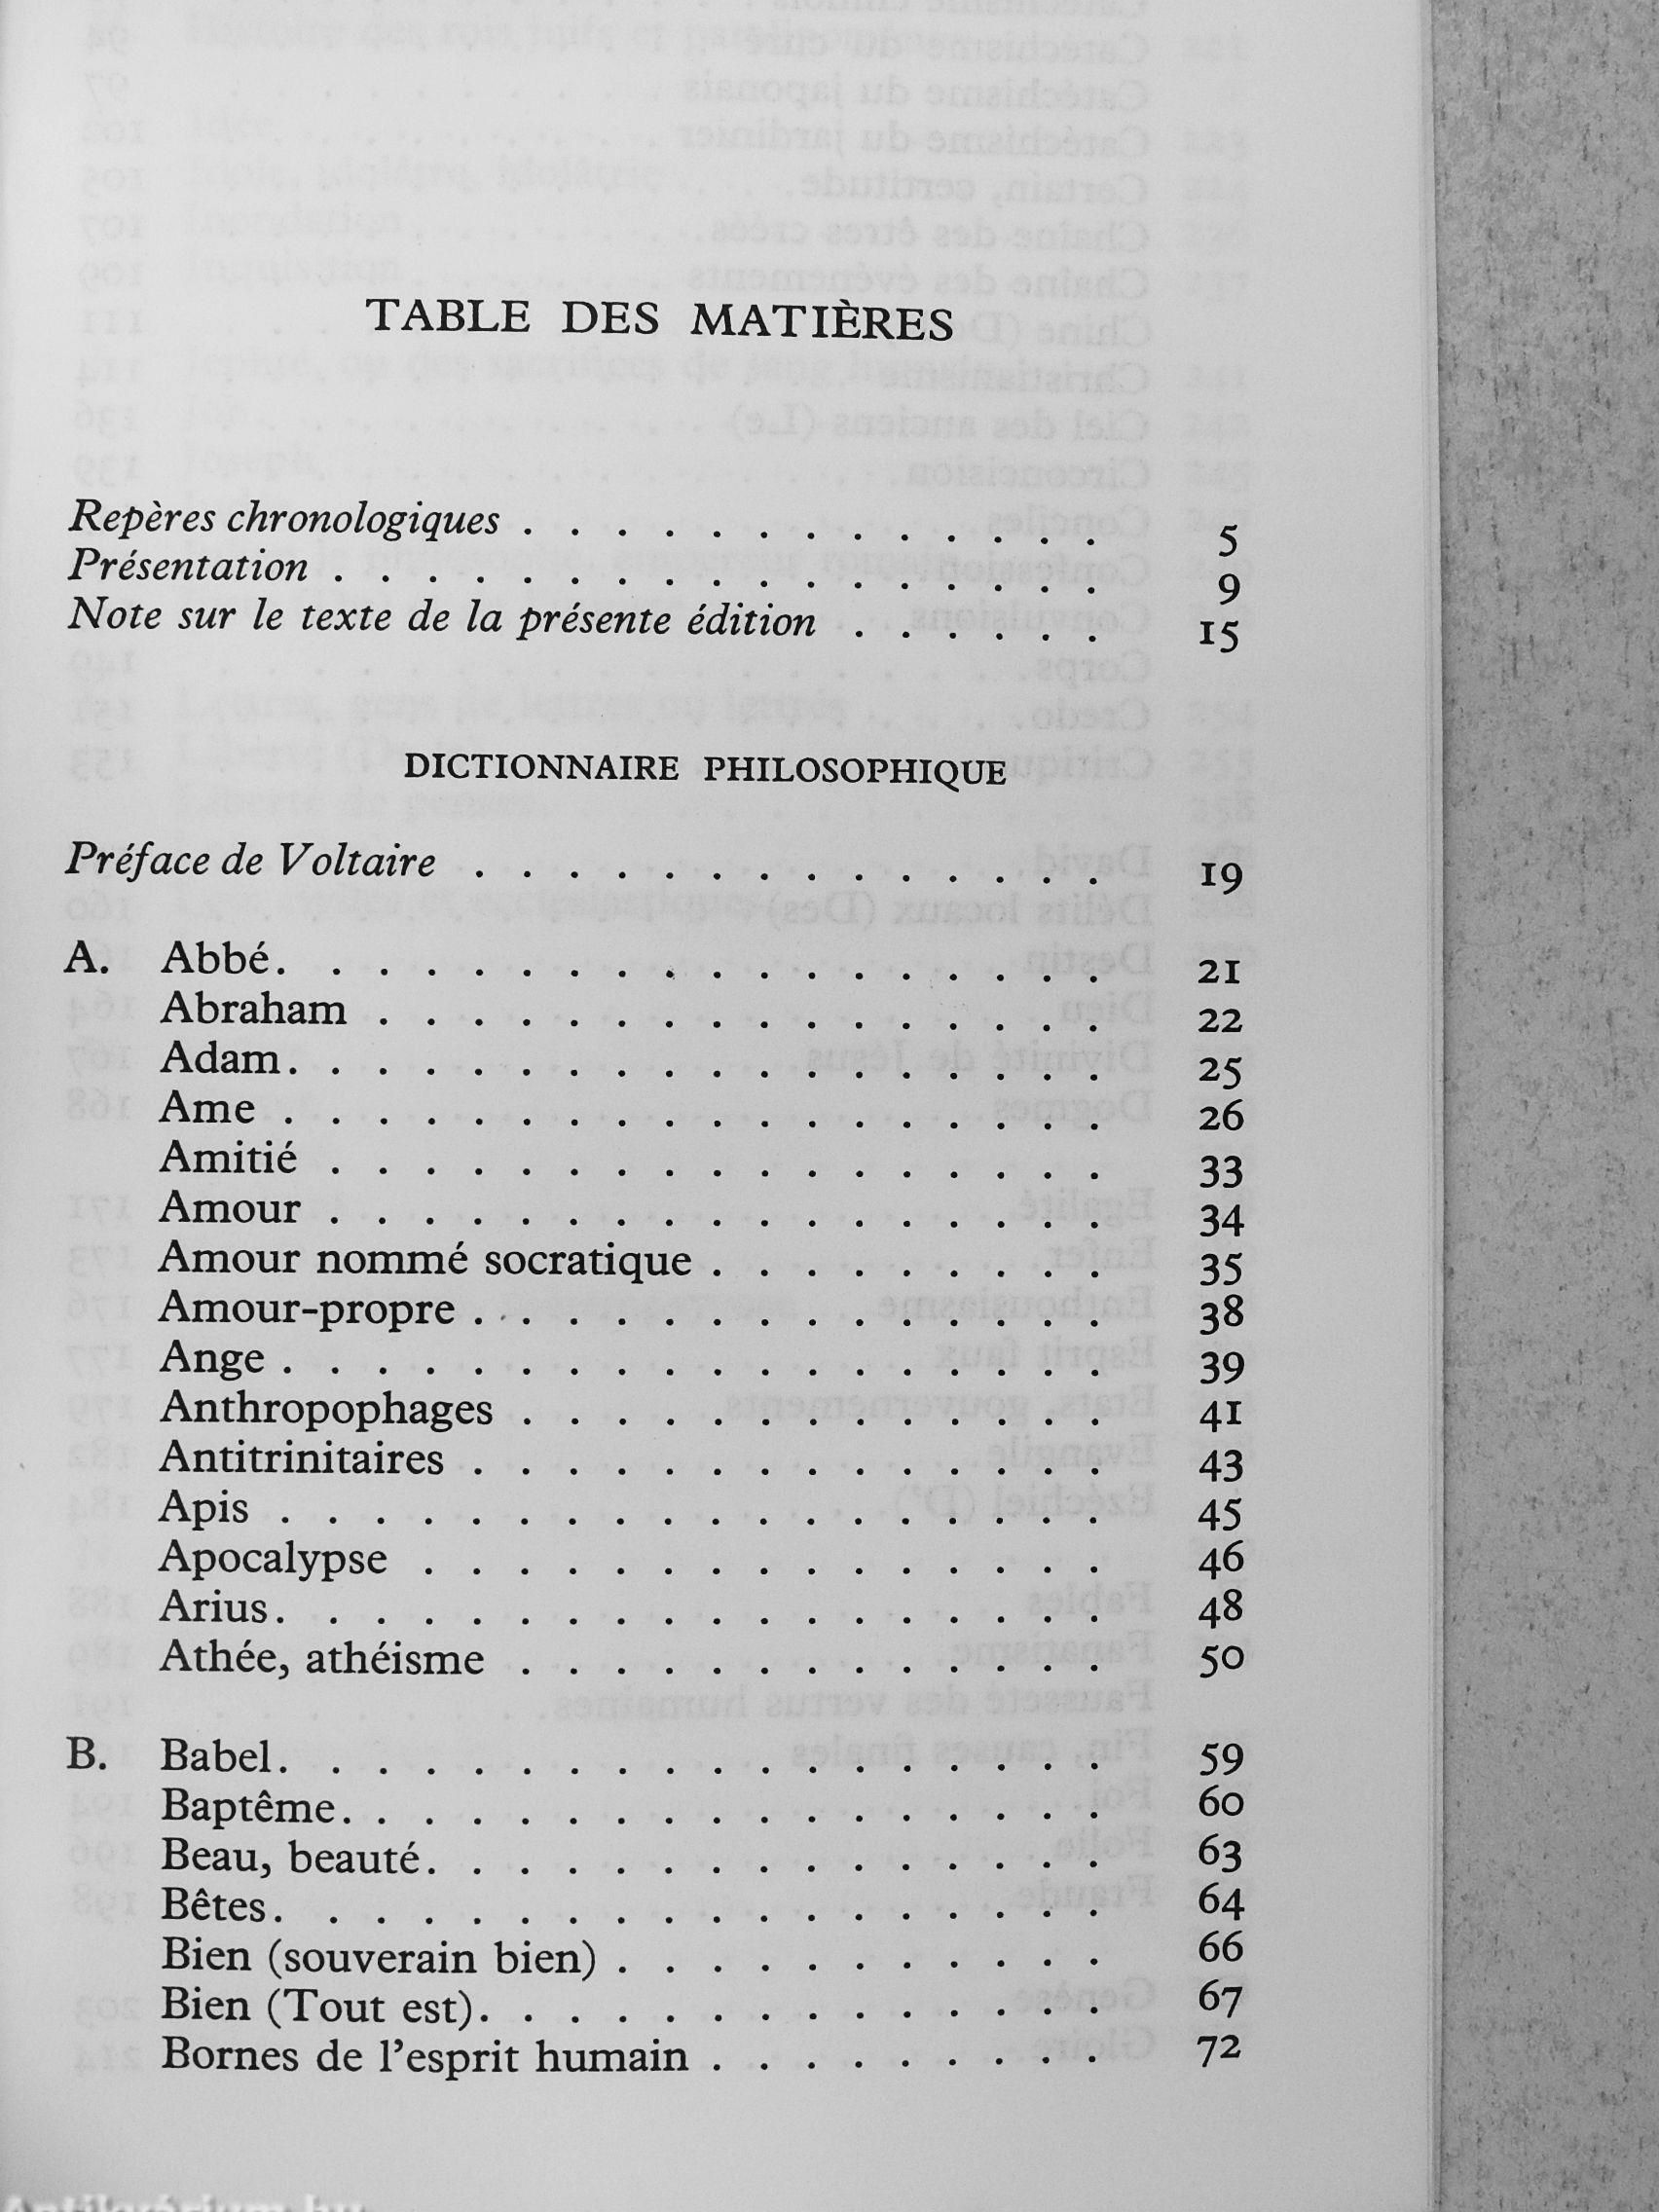 TABLE DES MATIÈRES
Repères chronologiques . . . . . . . . . . . . . 5
Présentation . . . . . . . . . . . . . . . . . 9
Note sur le texte de la présente édition . . . . . . 15
DICTIONNAIRE PHILOSOPHIQUE
Préface de Voltaire . . . . . . . . . . . . . . 19
A. Abbé. . . . . . . . . . . . . . . . . . 21
Abraham . . . . . . . . . . . . . . . . 22
Adam. . . . . . . . . . . . . . . . . . 25
Ame . . . . . . . . . . . . . . . . . . 26
Amitié . . . . . . . . . . . . . . . . . 33
Amour . . . . . . . . . . . . . . . . . 34
Amour nommé socratique . . . . . . . . . 35
Amour-propre . . . . . . . . . . . . . . 38
Ange . . . . . . . . . . . . . . . . . . 39
Anthropophages . . . . . . . . . . . . . 41
Antitrinitaires . . . . . . . . . . . . . . 43
Apis . . . . . . . . . . . . . . . . . . 45
Apocalypse . . . . . . . . . . . . . . . 46
Arius. . . . . . . . . . . . . . . . . . 48
Athée, athéisme . . . . . . . . . . . . . 50
B. Babel. . . . . . . . . . . . . . . . . . 59
Baptême. . . . . . . . . . . . . . . . . 60
Beau, beauté. . . . . . . . . . . . . . . 63
Bêtes. . . . . . . . . . . . . . . . . . 64
Bien (souverain bien) . . . . . . . . . . . 66
Bien (Tout est). . . . . . . . . . . . . . 67
Bornes de l'esprit humain . . . . . . . . . 72